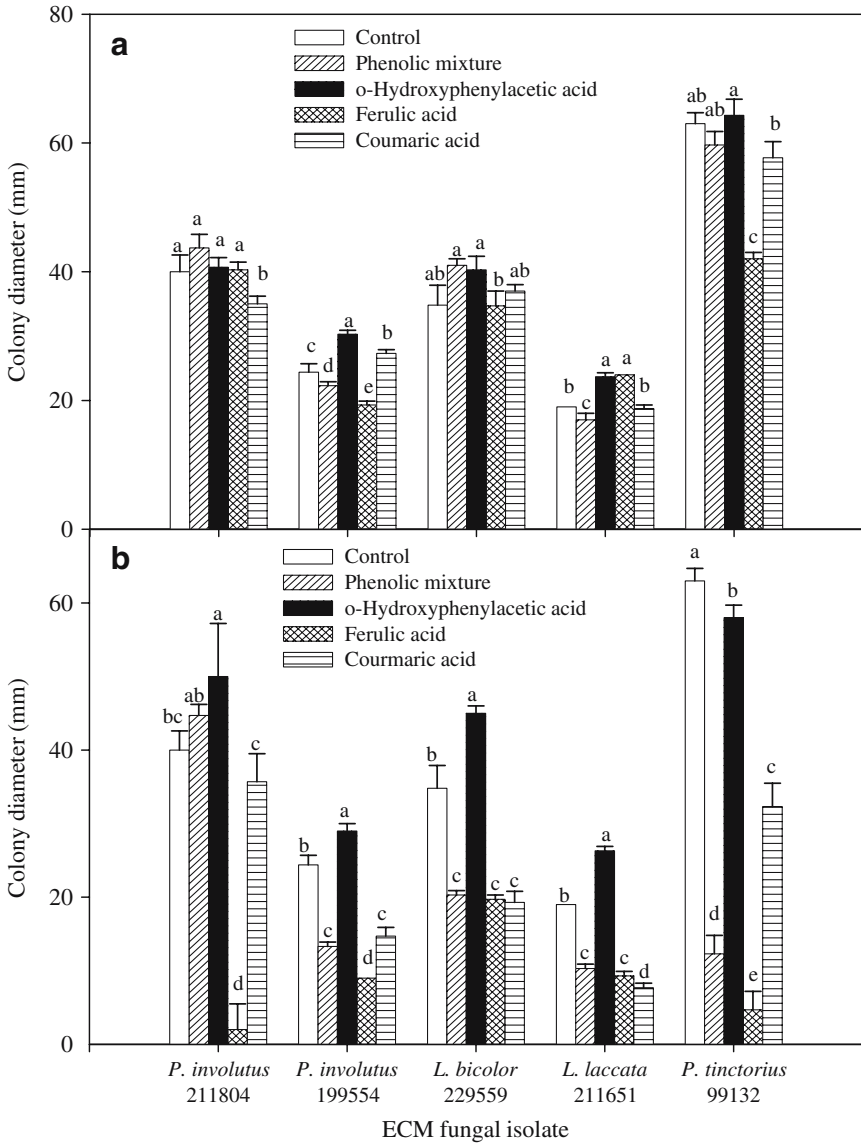 80
a
Control
Phenolic mixture
o-Hydroxyphenylacetic acid
Ferulic acid
Coumaric acid
Colony diameter (mm)
60
40
20
0
a a a a b
c d a e b
ab a a b ab
b c a a b
ab ab a c b
b
Control
Phenolic mixture
o-Hydroxyphenylacetic acid
Ferulic acid
Courmaric acid
Colony diameter (mm)
60
40
20
0
bc ab a d c
b c a d c
b c a c c
b c a c d
a d b e c
P. involutus P. involutus L. bicolor L. laccata P. tinctorius
211804 199554 229559 211651 99132
ECM fungal isolate